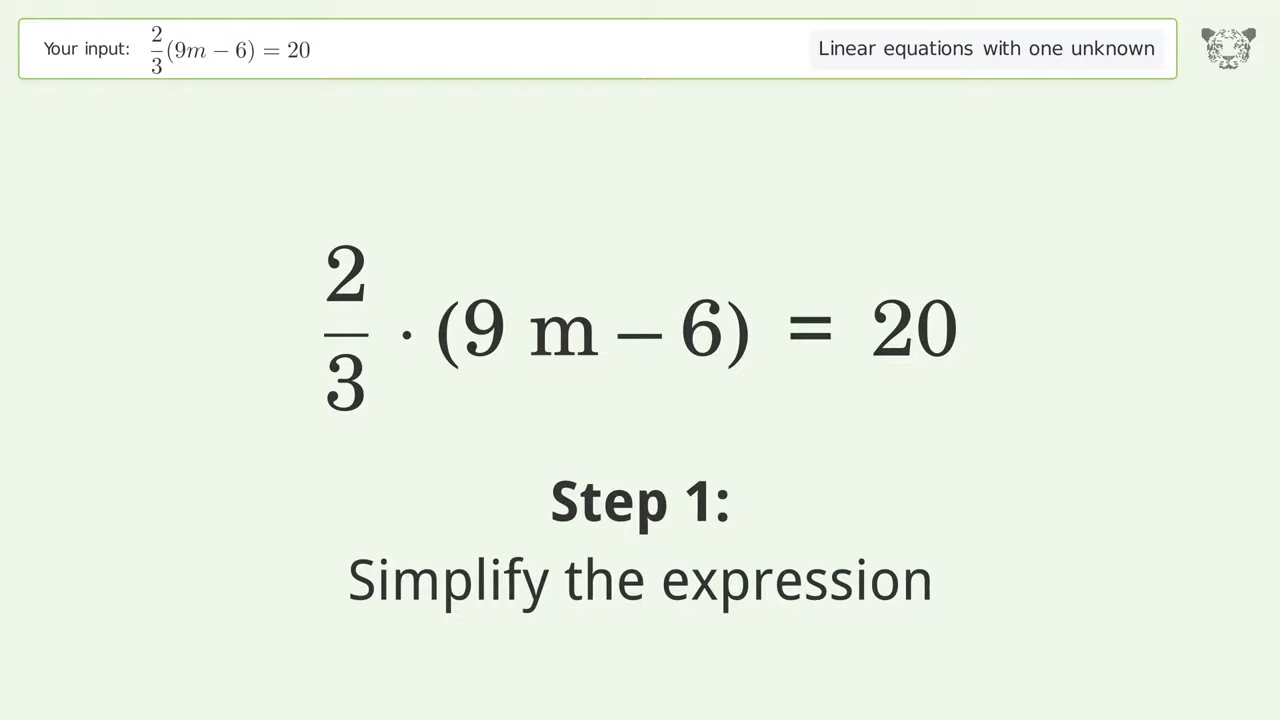 Your input: 2/3(9m − 6) = 20
Linear equations with one unknown
2/3 · (9 m – 6) = 20
Step 1:
Simplify the expression